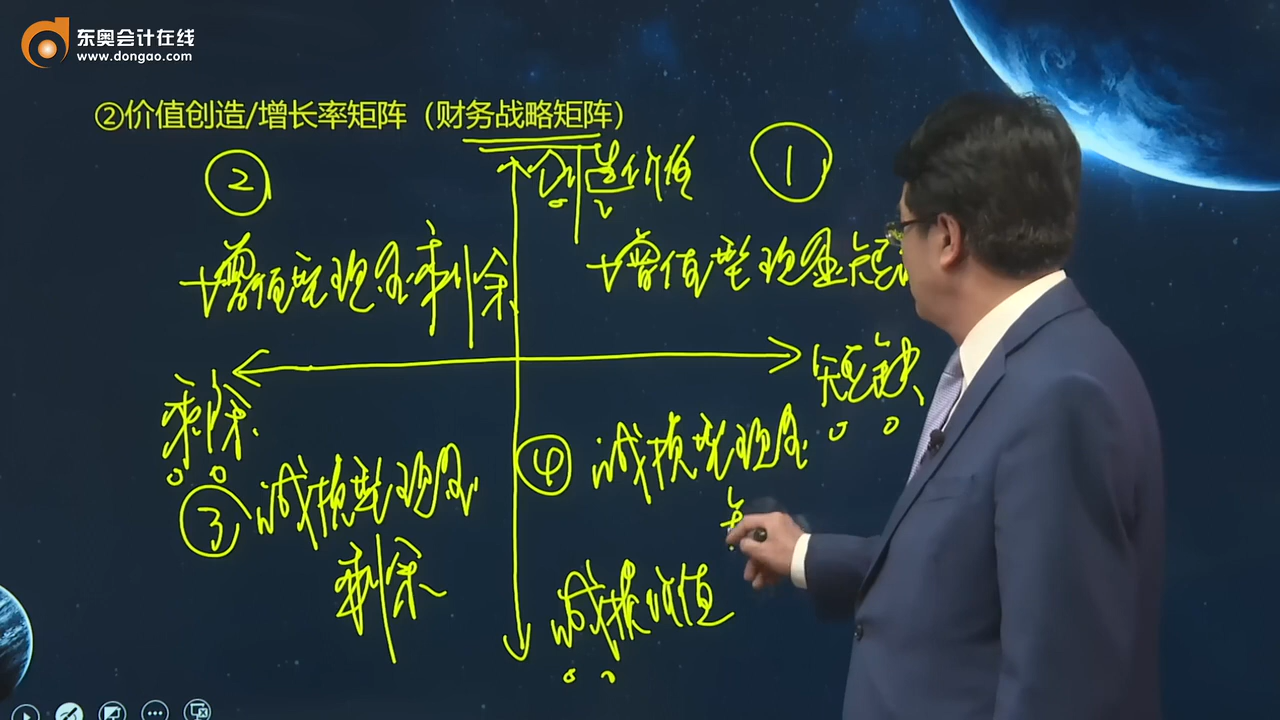 东奥会计在线
www.dongao.com
②价值创造/增长率矩阵（财务战略矩阵）
② 创造价值 ①
增值型现金剩余 增值型现金短
剩余 短缺
③ 减损型现金 ④ 减损型现金
剩余
减损价值